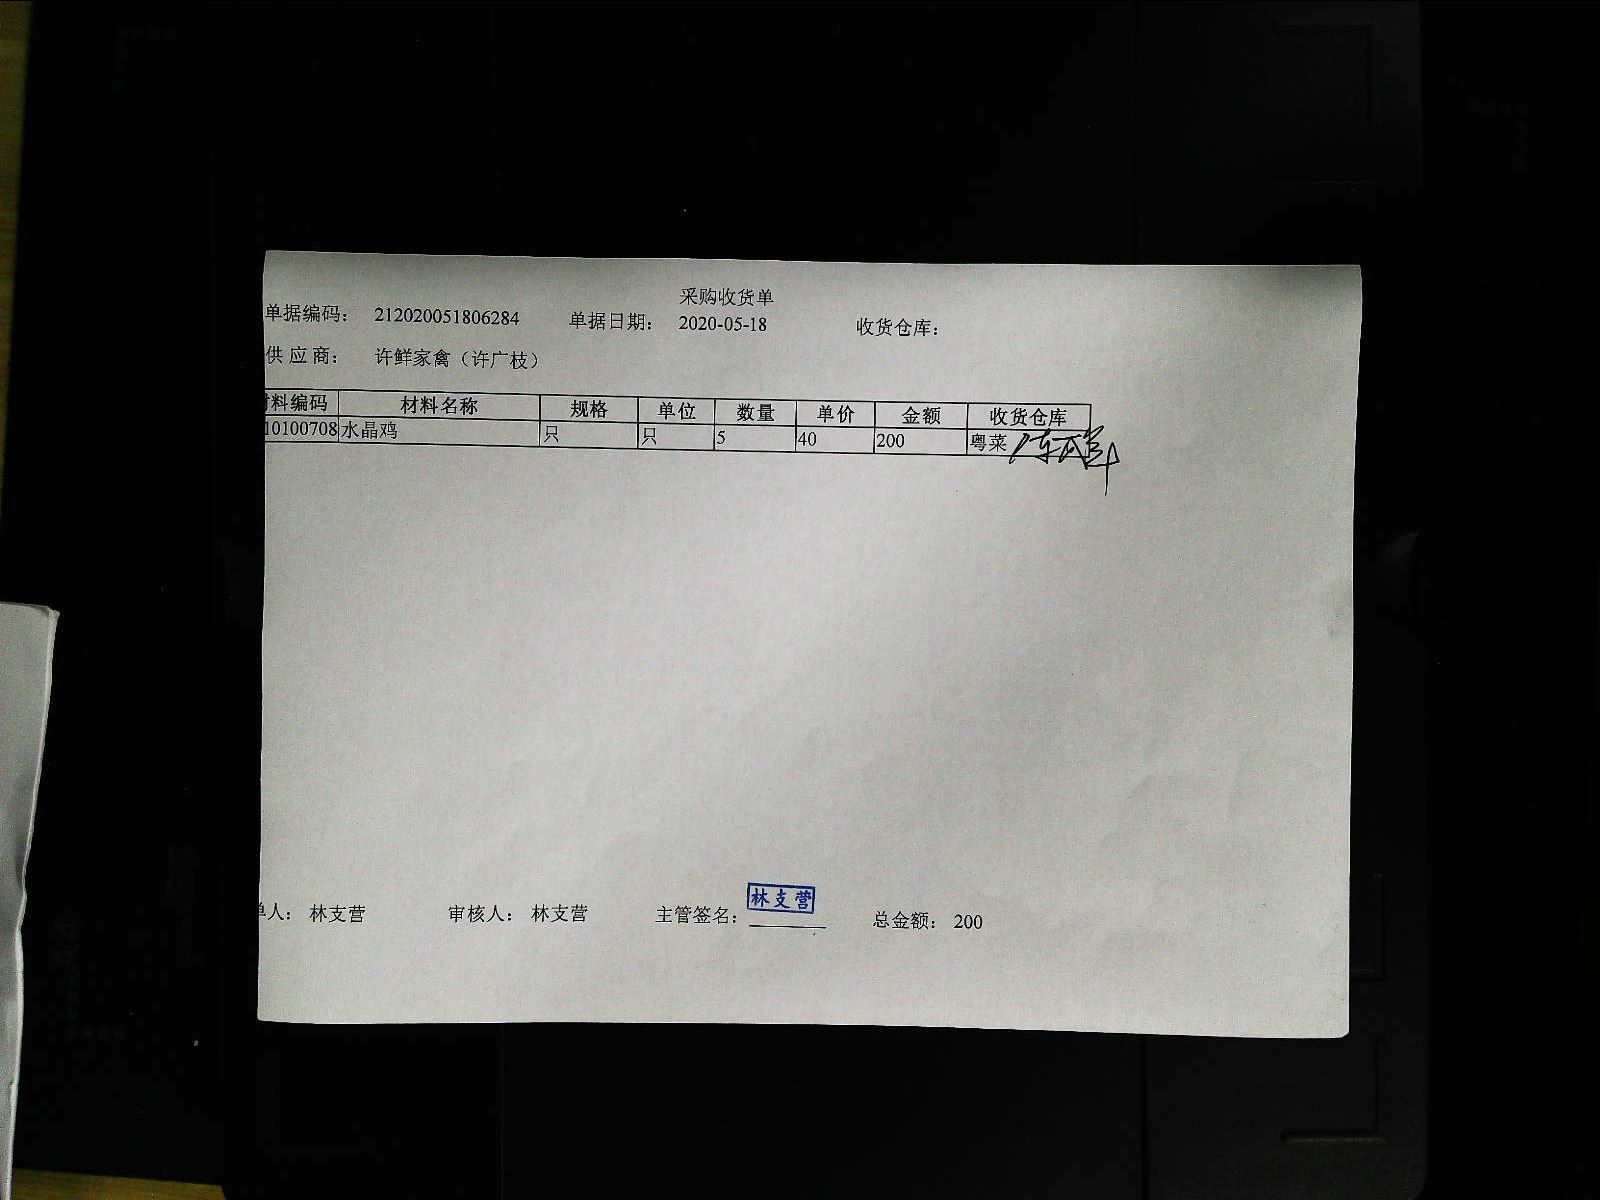 采购收货单
单据编码： 212020051806284 单据日期： 2020-05-18 收货仓库：
供应商： 许鲜家禽（许广枝）
材料编码 材料名称 规格 单位 数量 单价 金额 收货仓库
10100708 水晶鸡 只 只 5 40 200 粤菜
单人： 林支营 审核人： 林支营 主管签名： 林支营 总金额： 200